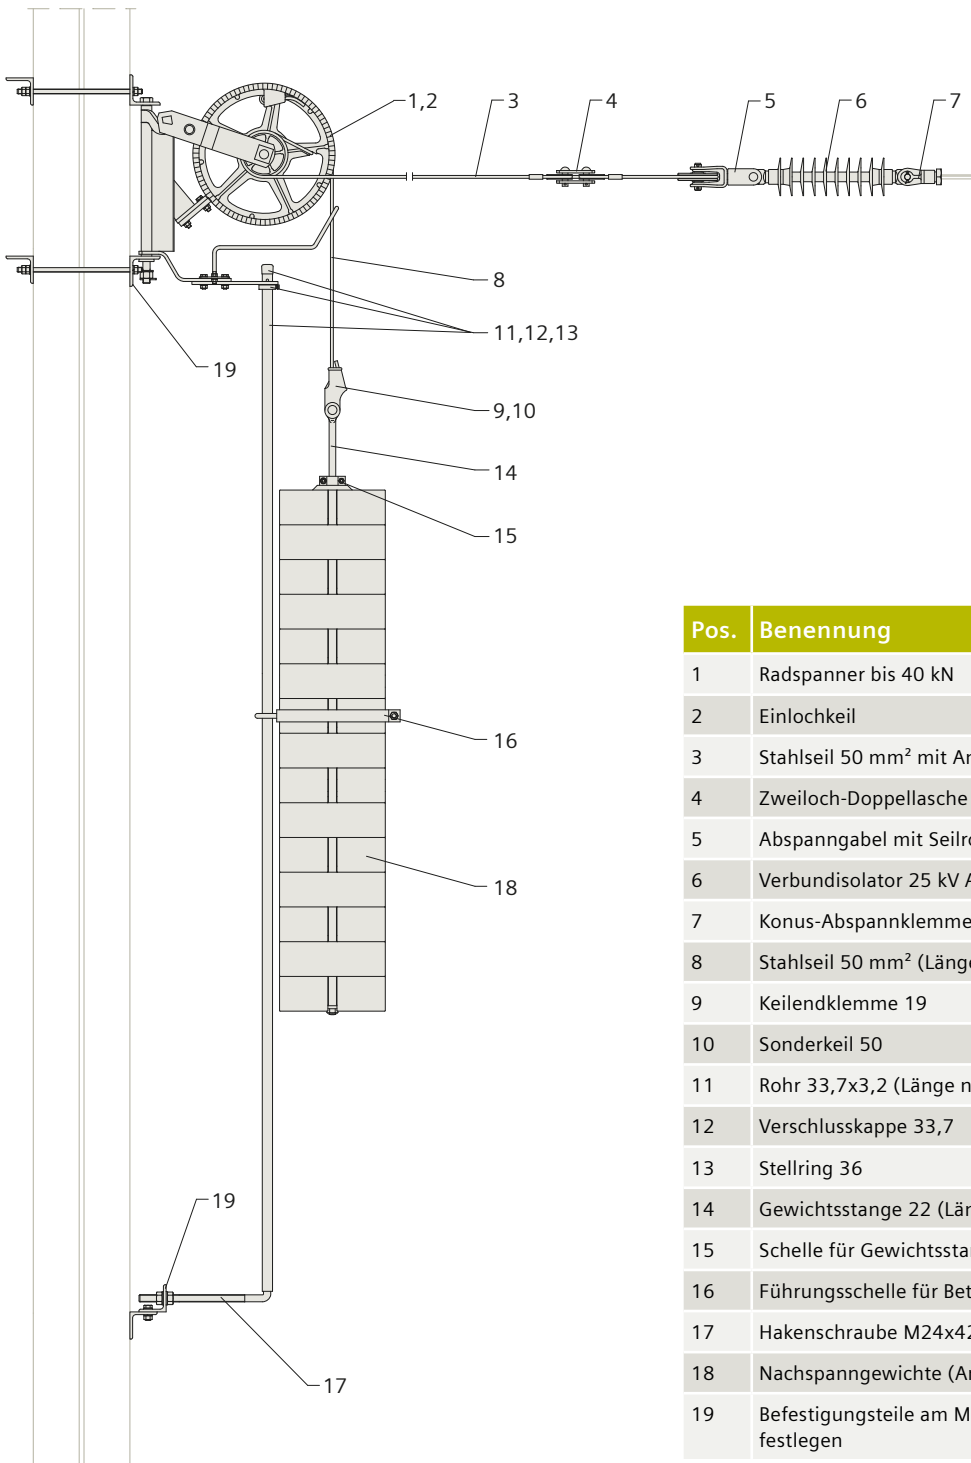 1,2
3
4
5
6
7
8
11,12,13
19
9,10
14
15
16
18
19
17
Pos. Benennung
1 Radspanner bis 40 kN
2 Einlochkeil
3 Stahlseil 50 mm² mit
4 Zweiloch-Doppellasche
5 Abspanngabel mit
6 Verbundisolator 25 kV
7 Konus-Abspannklemme
8 Stahlseil 50 mm²
9 Keilendklemme 19
10 Sonderkeil 50
11 Rohr 33,7x3,2 (Länge
12 Verschlusskappe 33,7
13 Stellring 36
14 Gewichtsstange 22
15 Schelle für
16 Führungsschelle für
17 Hakenschraube
18 Nachspanngewichte
19 Befestigungsteile am
festlegen